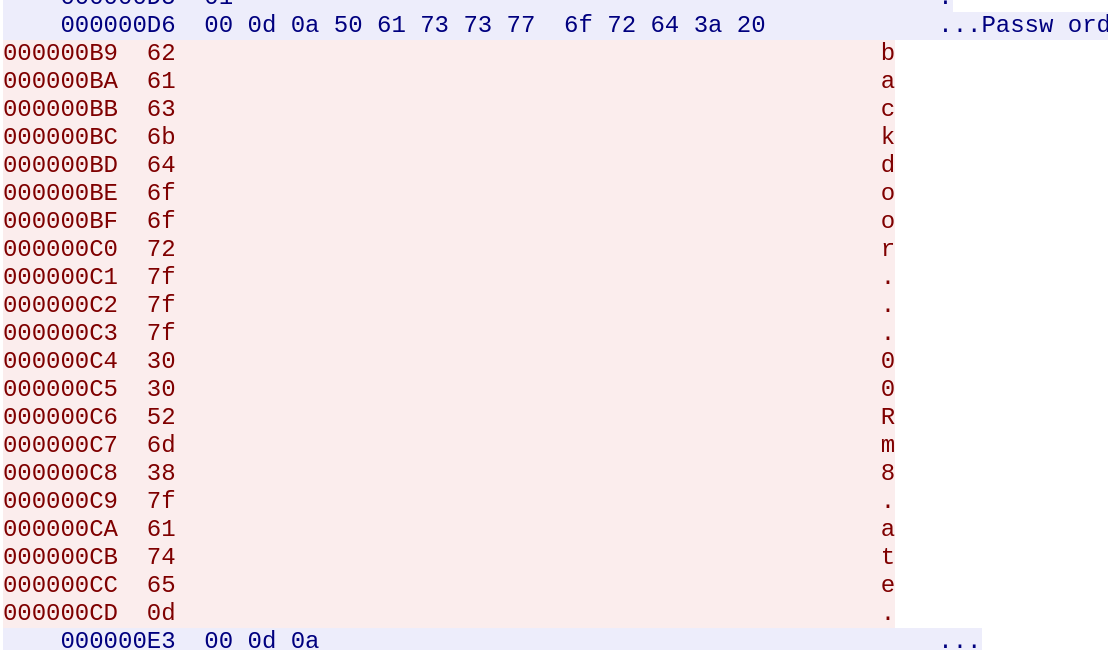 000000D6  00 0d 0a 50 61 73 73 77  6f 72 64 3a 20  ...Passw ord
000000B9  62  b
000000BA  61  a
000000BB  63  c
000000BC  6b  k
000000BD  64  d
000000BE  6f  o
000000BF  6f  o
000000C0  72  r
000000C1  7f  .
000000C2  7f  .
000000C3  7f  .
000000C4  30  0
000000C5  30  0
000000C6  52  R
000000C7  6d  m
000000C8  38  8
000000C9  7f  .
000000CA  61  a
000000CB  74  t
000000CC  65  e
000000CD  0d  .
000000E3  00 0d 0a  ...